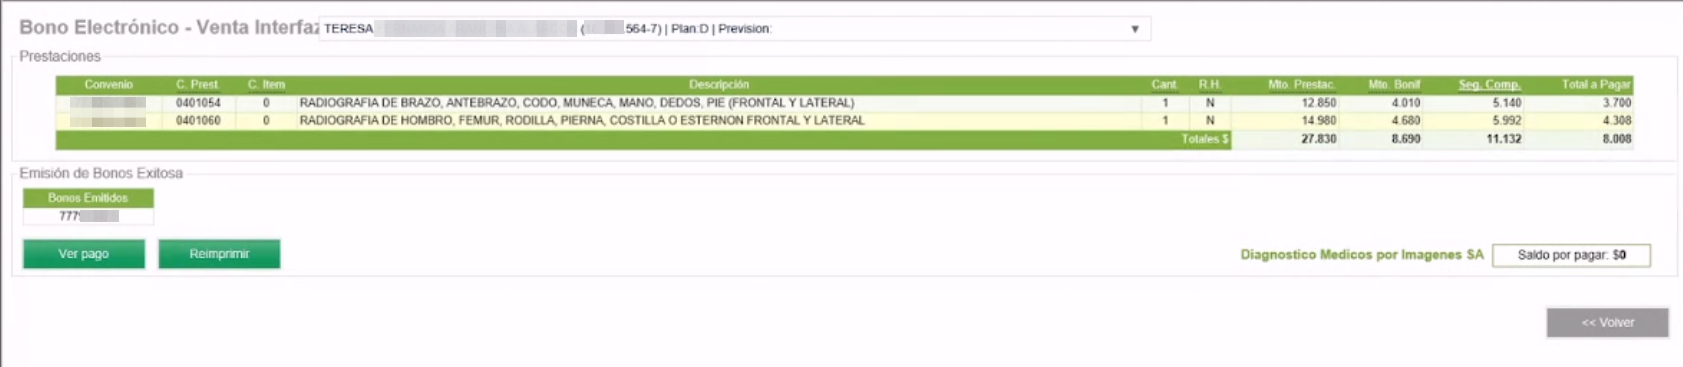 Bono Electrónico - Venta Interfaz TERESA ( .564-7) | Plan:D | Prevision: ▼
Prestaciones
Convenio C. Prest. C. Item Descripción Cant. R.H. Mto. Prestac. Mto. Bonif Seg. Comp. Total a Pagar
0401054 0 RADIOGRAFIA DE BRAZO, ANTEBRAZO, CODO, MUNECA, MANO, DEDOS, PIE (FRONTAL Y LATERAL) 1 N 12.850 4.010 5.140 3.700
0401060 0 RADIOGRAFIA DE HOMBRO, FEMUR, RODILLA, PIERNA, COSTILLA O ESTERNON FRONTAL Y LATERAL 1 N 14.980 4.680 5.992 4.308
Totales $ 27.830 8.690 11.132 8.008
Emisión de Bonos Exitosa
Bonos Emitidos
777
Ver pago Reimprimir Diagnostico Medicos por Imagenes SA Saldo por pagar: $0
<< Volver